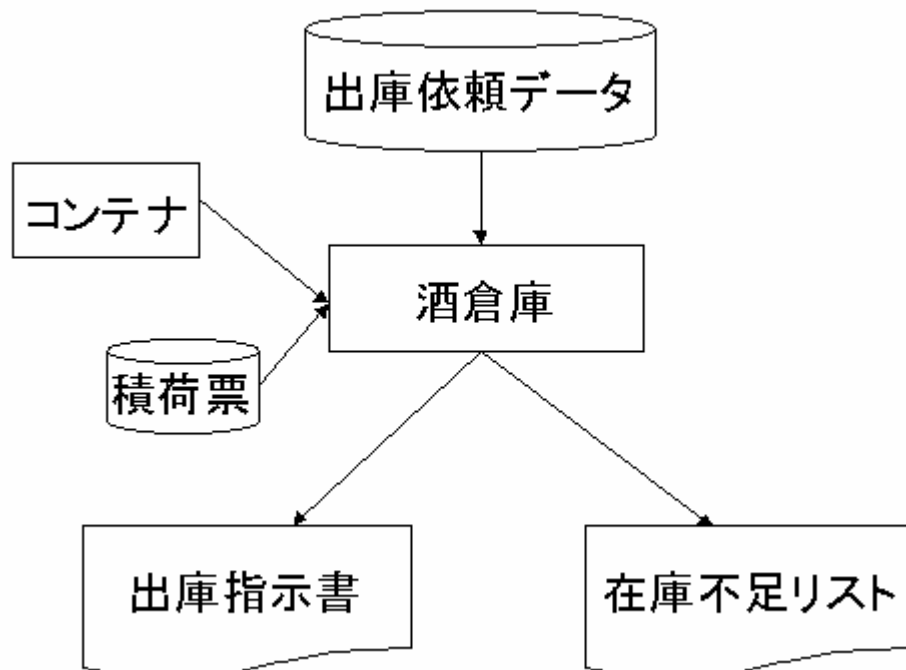 出庫依頼データ
コンテナ
酒倉庫
積荷票
出庫指示書
在庫不足リスト